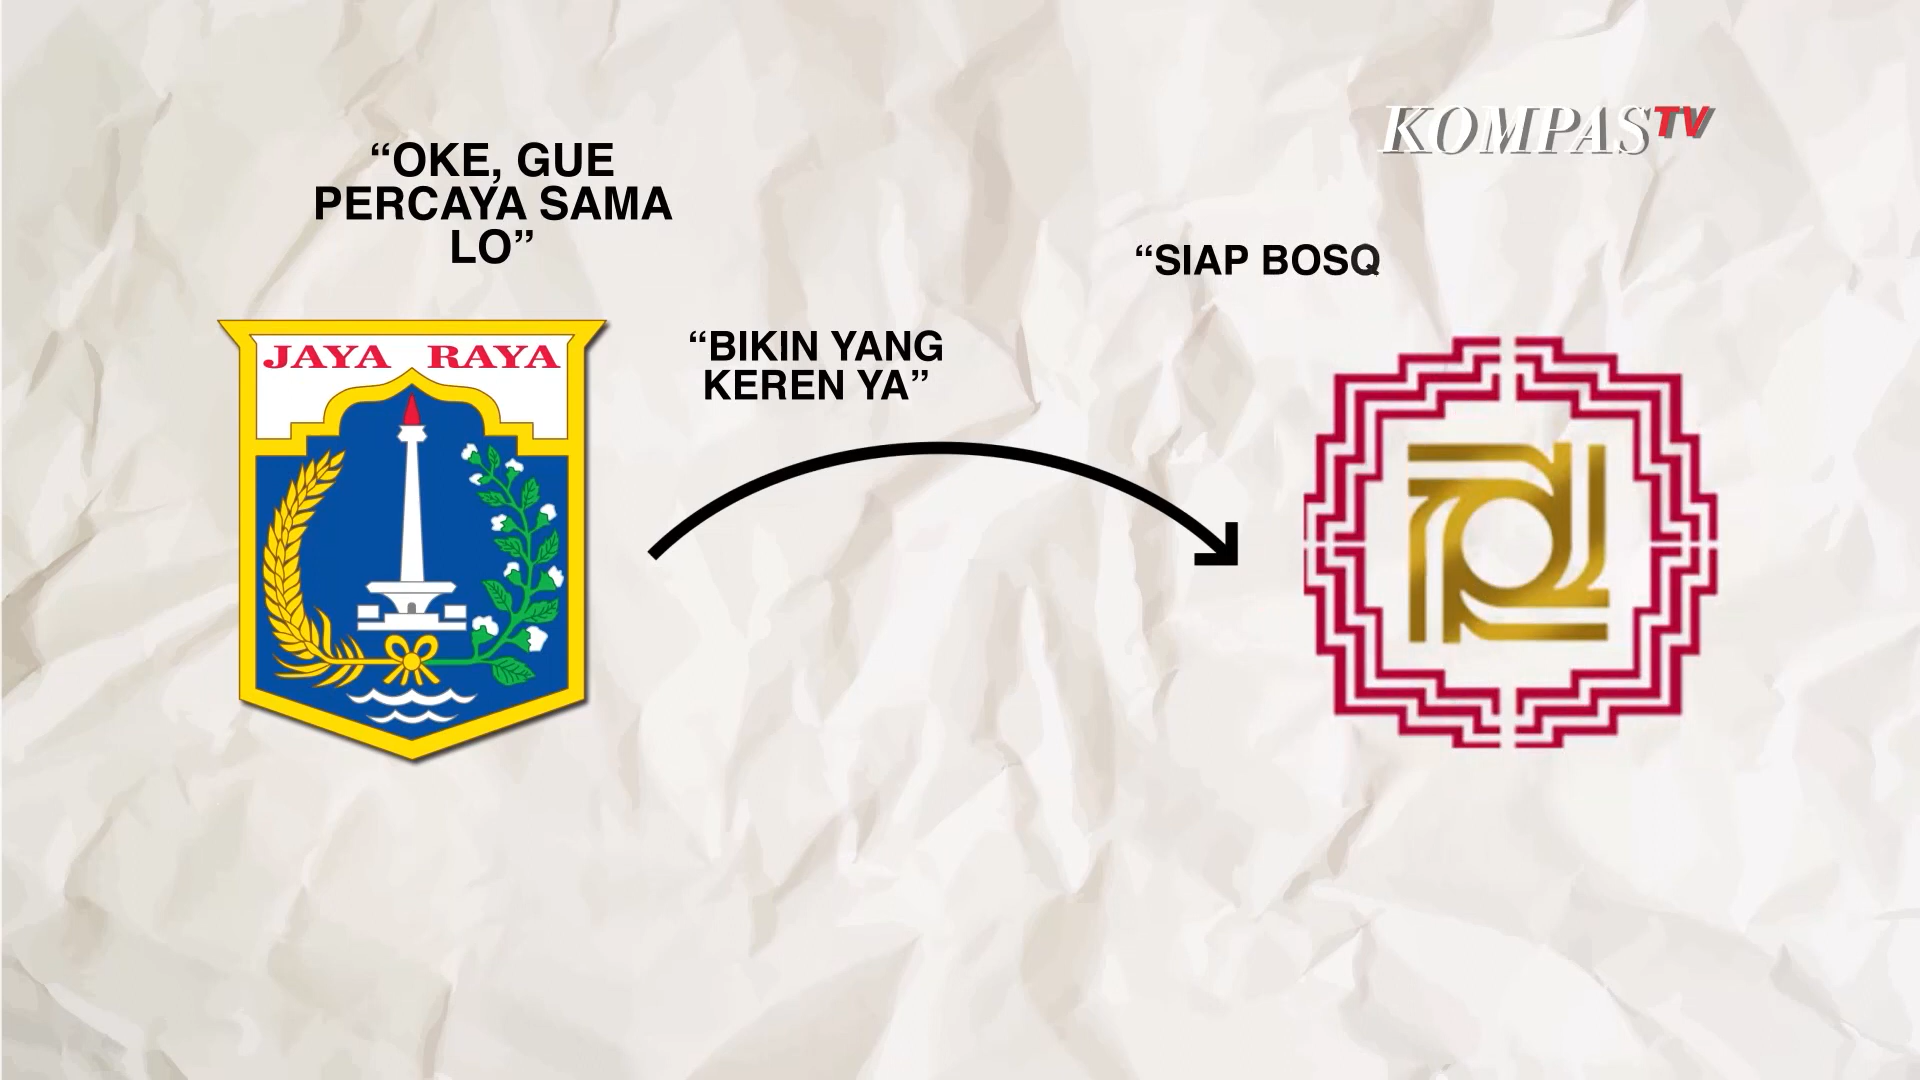 KOMPASTV
“OKE, GUE
PERCAYA SAMA
LO”
“SIAP BOSQ
“BIKIN YANG
KEREN YA”
JAYA RAYA